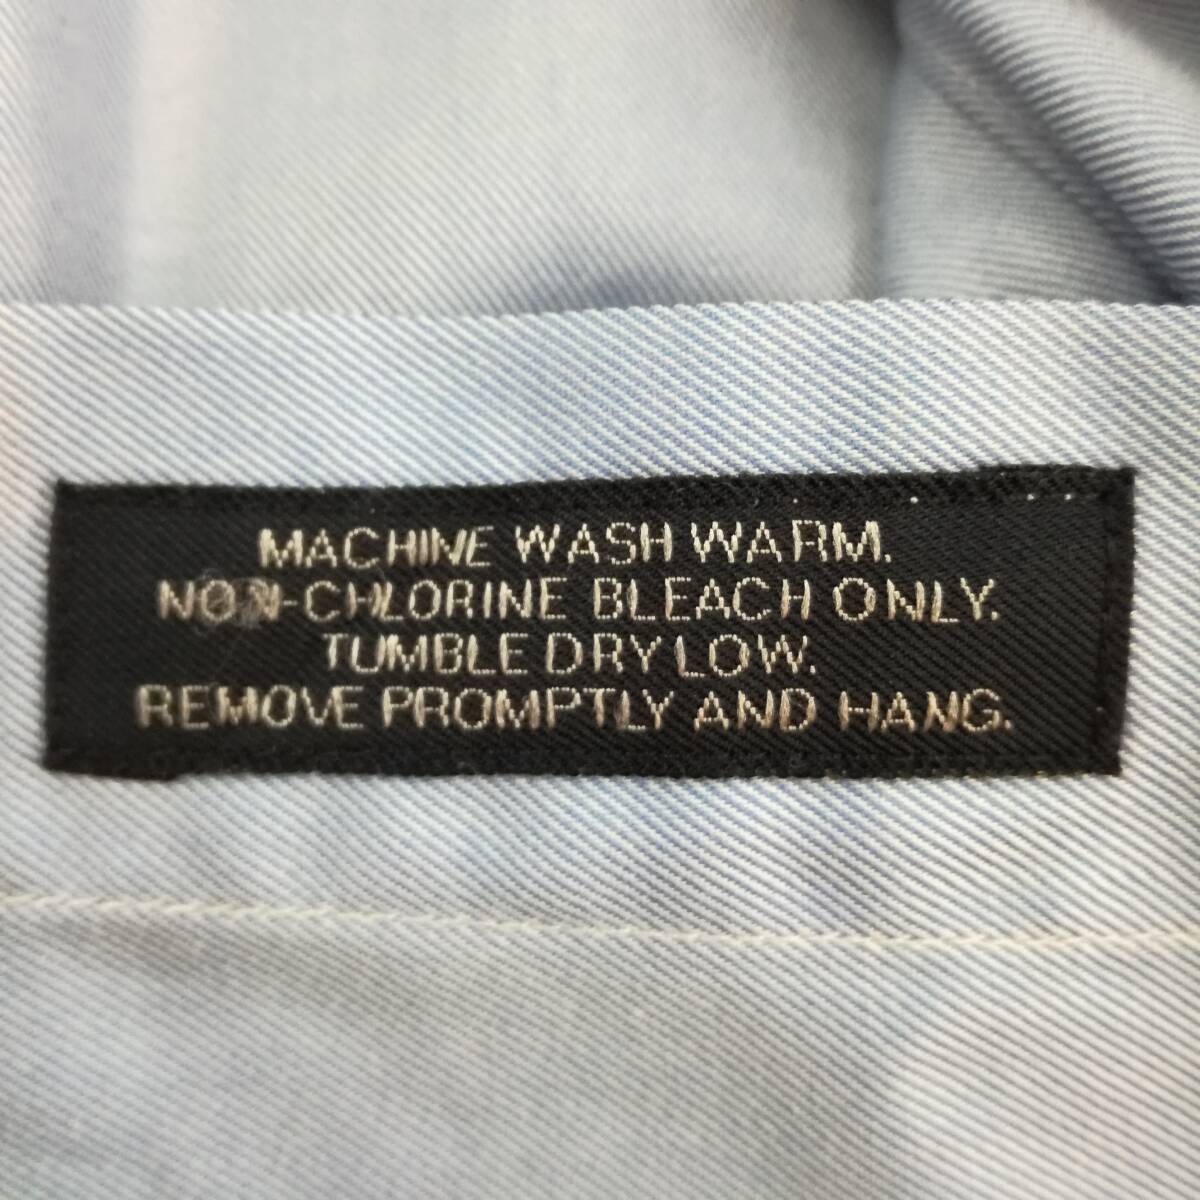 MACHINE WASH WARM.
NON-CHLORINE BLEACH ONLY.
TUMBLE DRY LOW.
REMOVE PROMPTLY AND HANG.